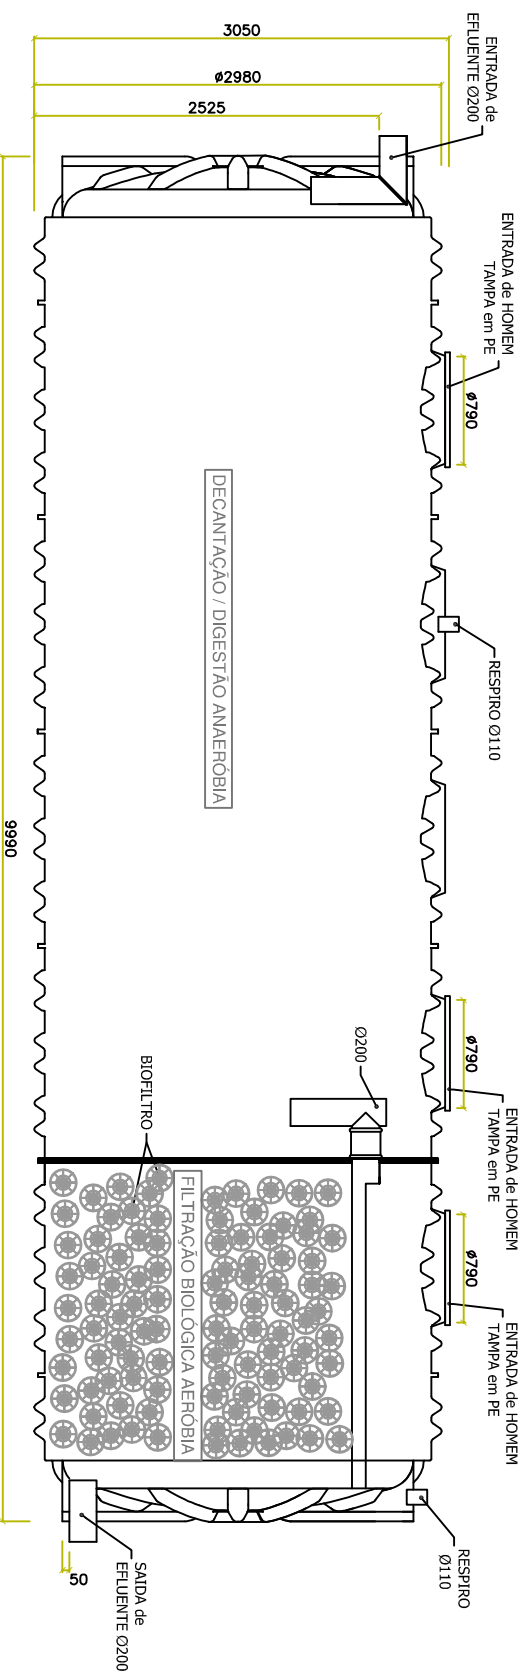 3050
ø2980
2525
ENTRADA de
EFLUENTE Ø200
ENTRADA de HOMEM
TAMPA em PE
ø790
RESPIRO Ø110
DECANTAÇÃO / DIGESTÃO ANAERÓBIA
9990
ø790
ENTRADA de HOMEM
TAMPA em PE
Ø200
BIOFILTRO
FILTRAÇÃO BIOLÓGICA AERÓBIA
ø790
ENTRADA de HOMEM
TAMPA em PE
RESPIRO
Ø110
SAIDA de
EFLUENTE Ø200
50